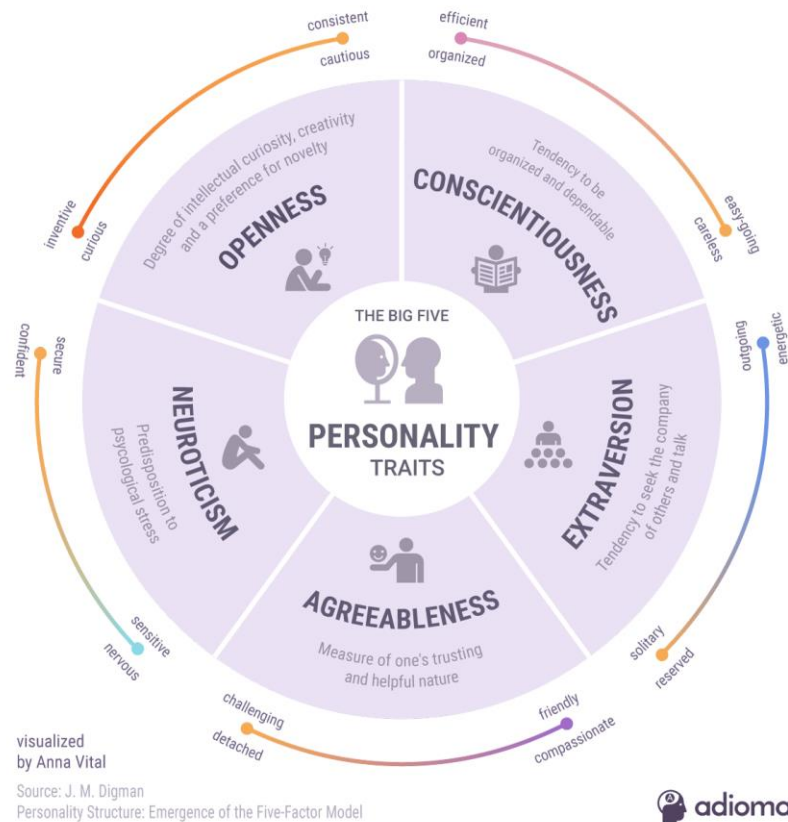 consistent
cautious
inventive
curious
Degree of intellectual curiosity, creativity
and a preference for novelty
OPENNESS
efficient
organized
easy-going
careless
Tendency to be
organized and dependable
CONSCIENTIOUSNESS
energetic
outgoing
solitary
reserved
EXTRAVERSION
Tendency to seek the company
of others and talk
THE BIG FIVE
PERSONALITY
TRAITS
secure
confident
sensitive
nervous
NEUROTICISM
Predisposition to
psycological stress
AGREEABLENESS
Measure of one's trusting
and helpful nature
challenging
detached
friendly
compassionate
visualized
by Anna Vital
Source: J. M. Digman
Personality Structure: Emergence of the Five-Factor Model
A
adioma